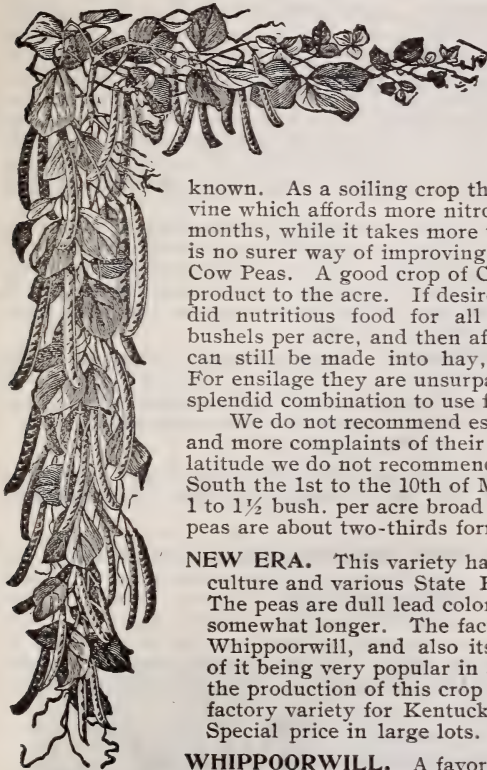 known. As a soiling crop th
vine which affords more nitro
months, while it takes more
is no surer way of improving
Cow Peas. A good crop of C
product to the acre. If desir
did nutritious food for all
bushels per acre, and then af
can still be made into hay,
For ensilage they are unsurpa
splendid combination to use f
We do not recommend es
and more complaints of their
latitude we do not recommen
South the 1st to the 10th of M
1 to 1½ bush. per acre broad
peas are about two-thirds for
NEW ERA. This variety ha
culture and various State E
The peas are dull lead color
somewhat longer. The fac
Whippoorwill, and also its
of it being very popular in
the production of this crop
factory variety for Kentuck
Special price in large lots.
WHIPPOORWILL. A favor